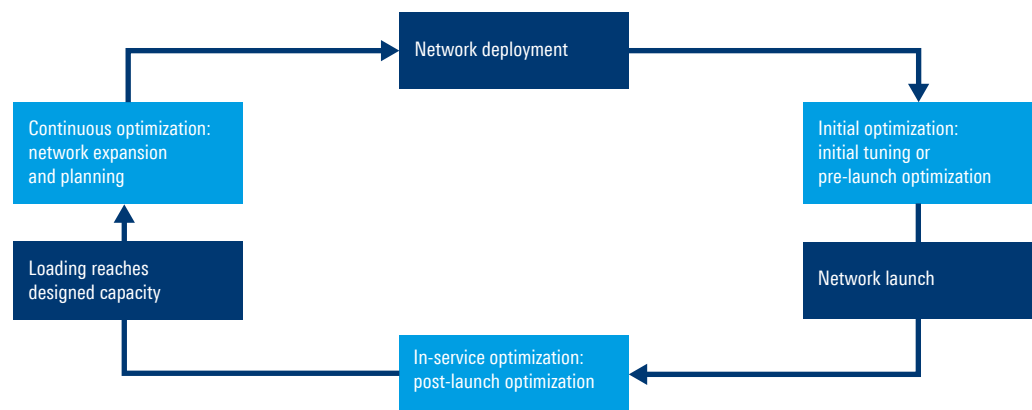 Network deployment
Continuous optimization:
network expansion
and planning
Initial optimization:
initial tuning or
pre-launch optimization
Loading reaches
designed capacity
Network launch
In-service optimization:
post-launch optimization